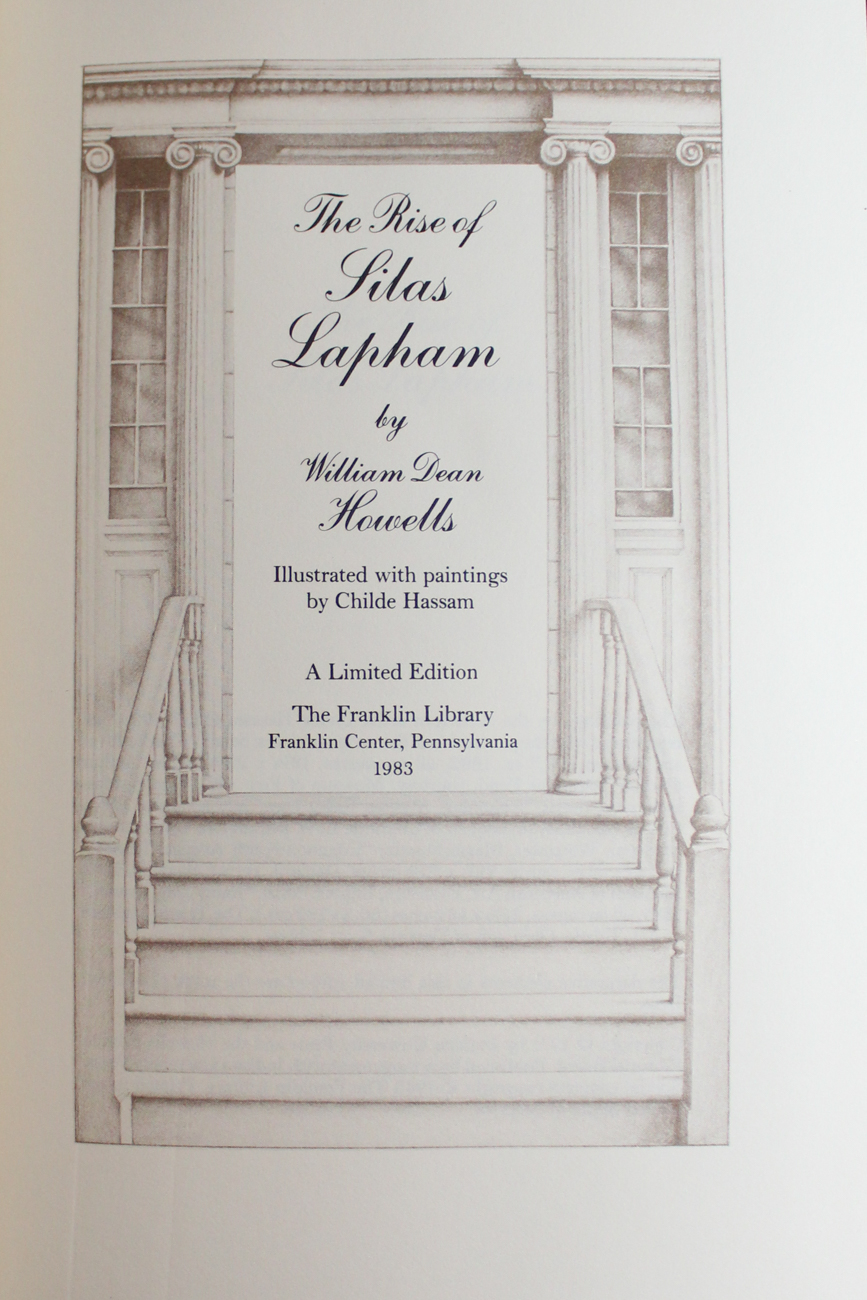 The Rise of
Silas
Lapham
by
William Dean
Howells
Illustrated with paintings
by Childe Hassam
A Limited Edition
The Franklin Library
Franklin Center, Pennsylvania
1983